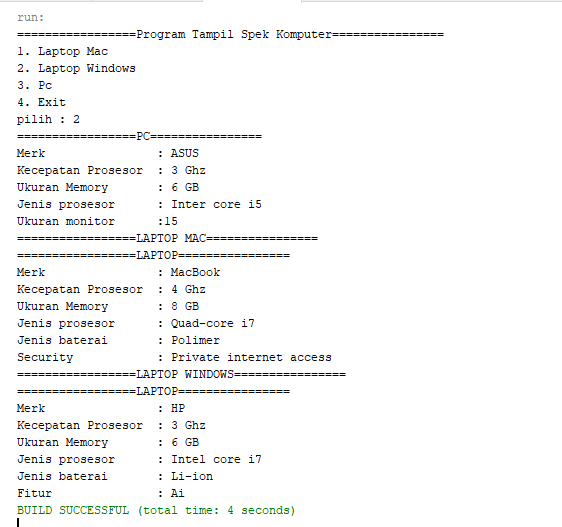 run:
=================Program Tampil Spek Komputer================
1. Laptop Mac
2. Laptop Windows
3. Pc
4. Exit
pilih : 2
=================PC================
Merk                : ASUS
Kecepatan Prosesor  : 3 Ghz
Ukuran Memory       : 6 GB
Jenis prosesor      : Inter core i5
Ukuran monitor      :15
=================LAPTOP MAC================
=================LAPTOP================
Merk                : MacBook
Kecepatan Prosesor  : 4 Ghz
Ukuran Memory       : 8 GB
Jenis prosesor      : Quad-core i7
Jenis baterai       : Polimer
Security            : Private internet access
=================LAPTOP WINDOWS================
=================LAPTOP================
Merk                : HP
Kecepatan Prosesor  : 3 Ghz
Ukuran Memory       : 6 GB
Jenis prosesor      : Intel core i7
Jenis baterai       : Li-ion
Fitur               : Ai
BUILD SUCCESSFUL (total time: 4 seconds)